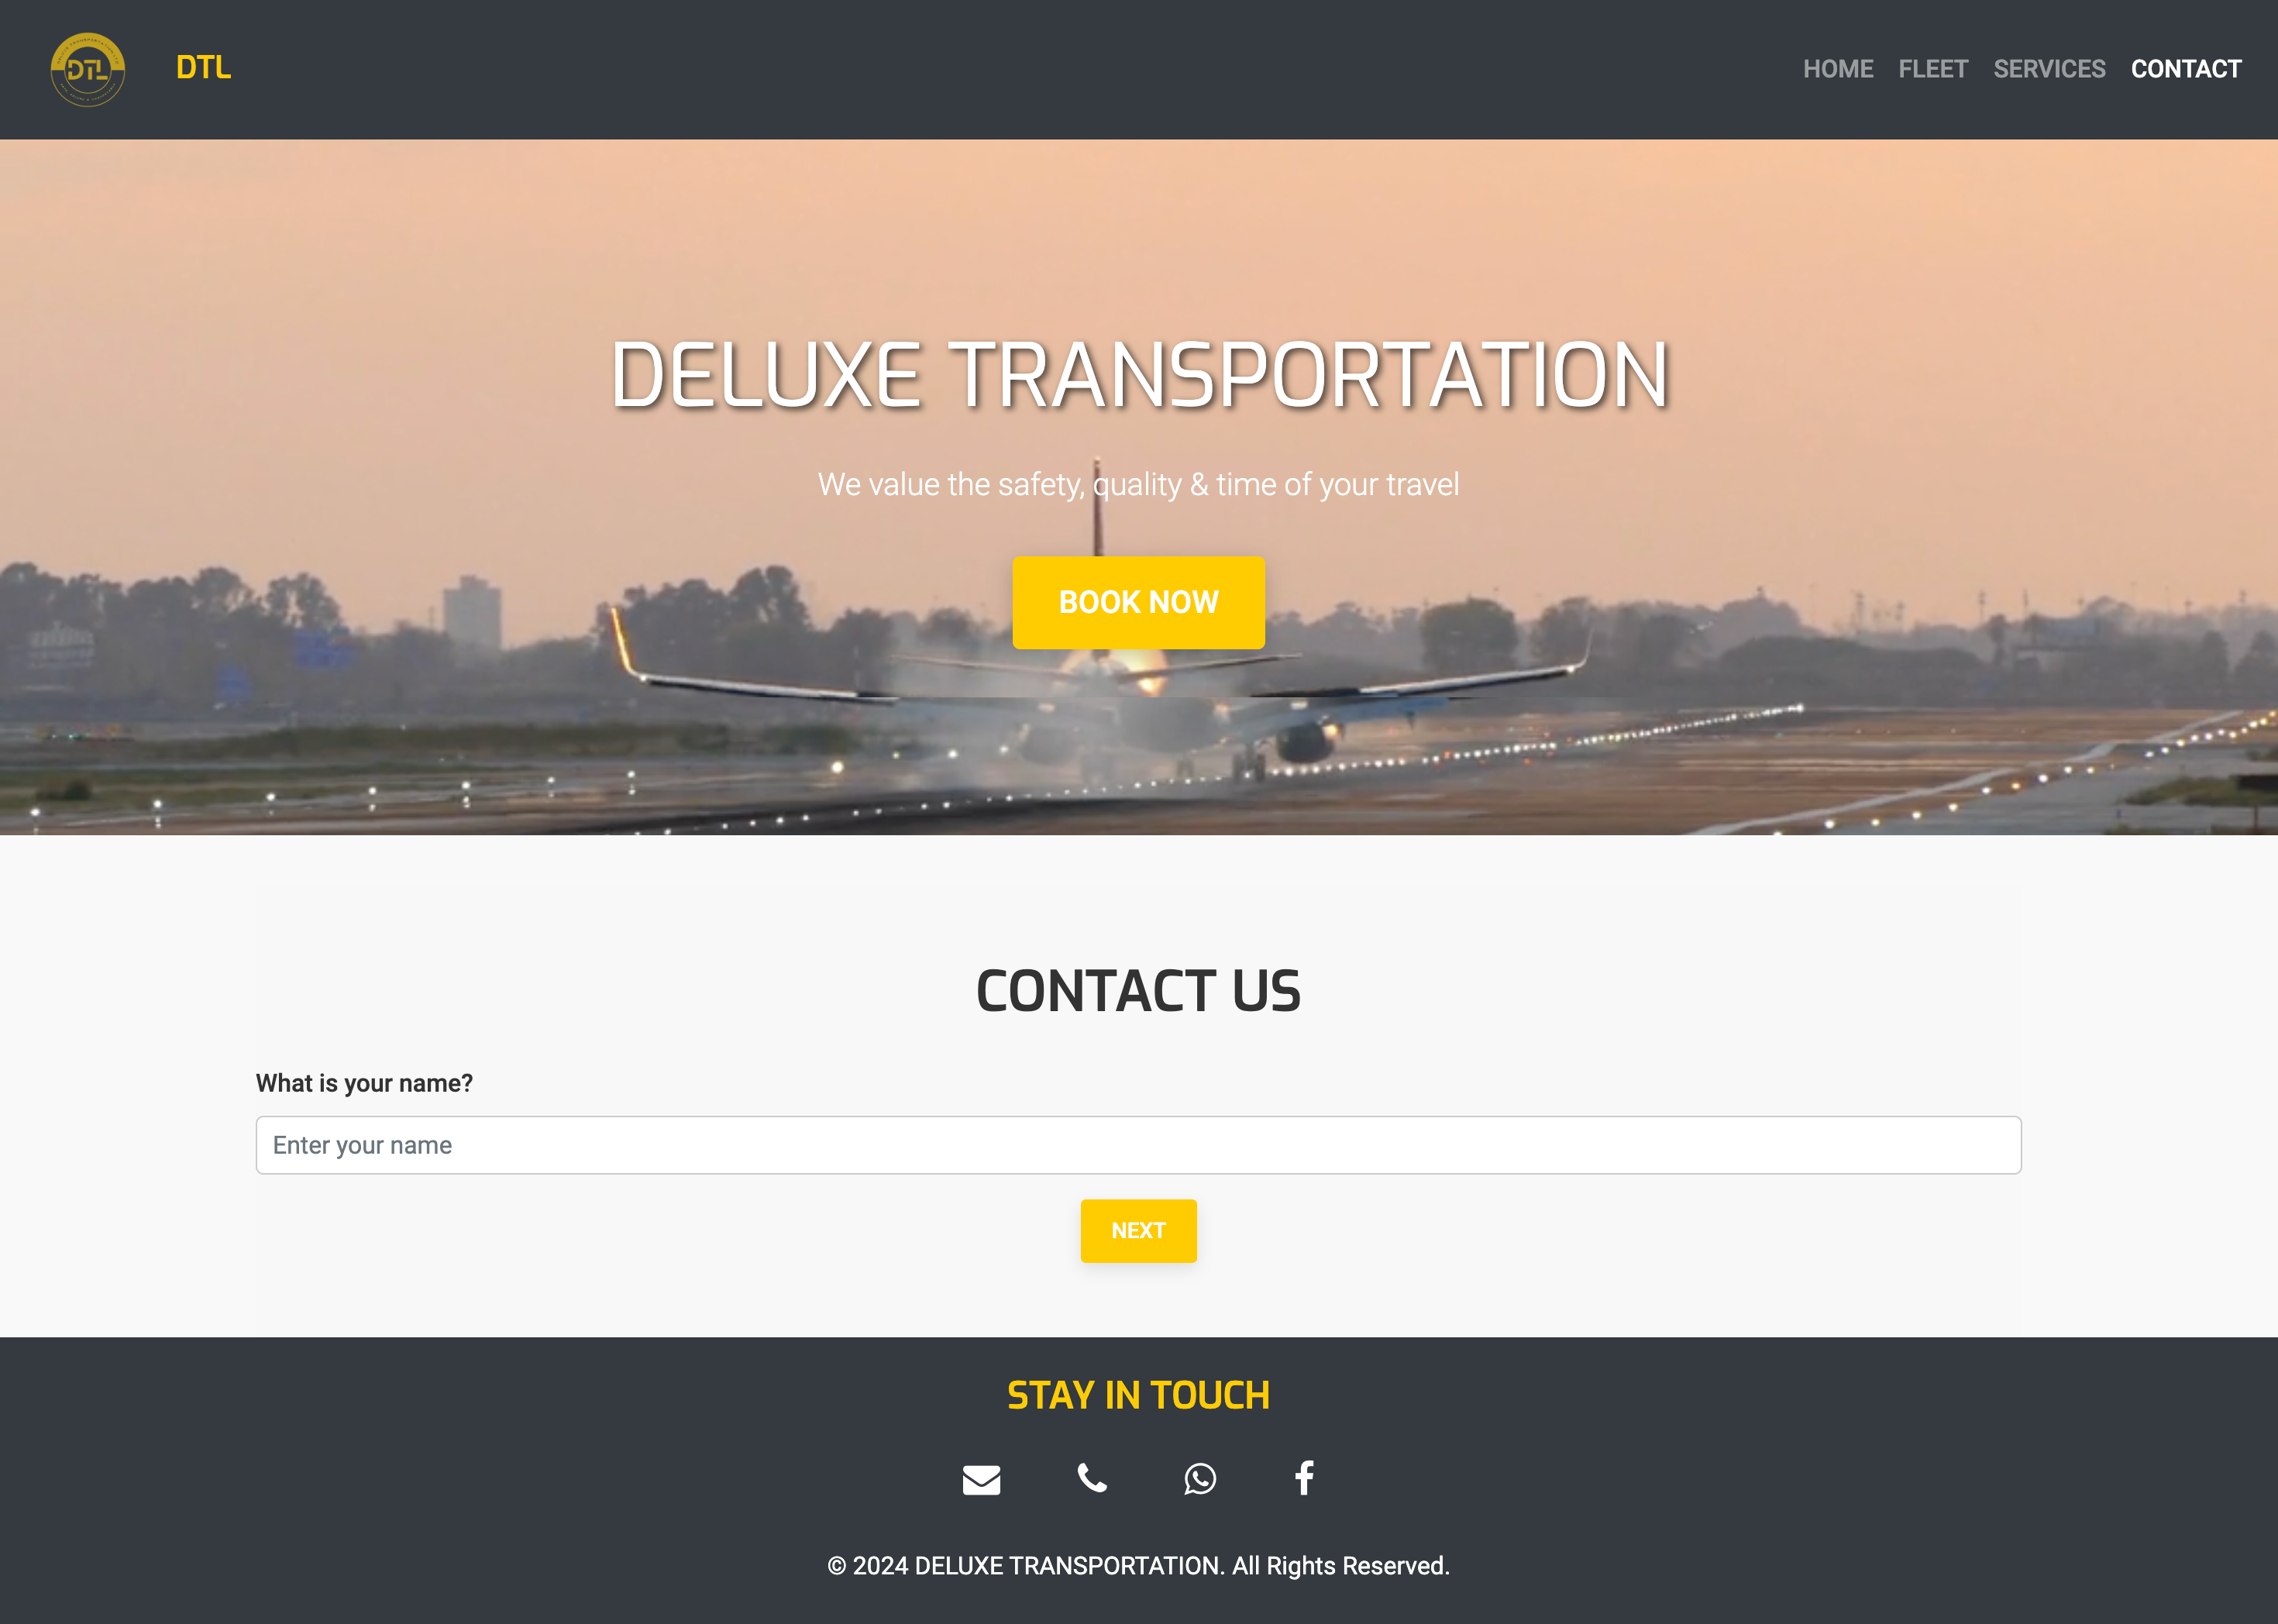 DTL
DTL
HOME FLEET SERVICES CONTACT
DELUXE TRANSPORTATION
We value the safety, quality & time of your travel
BOOK NOW
CONTACT US
What is your name?
Enter your name
NEXT
STAY IN TOUCH
© 2024 DELUXE TRANSPORTATION. All Rights Reserved.